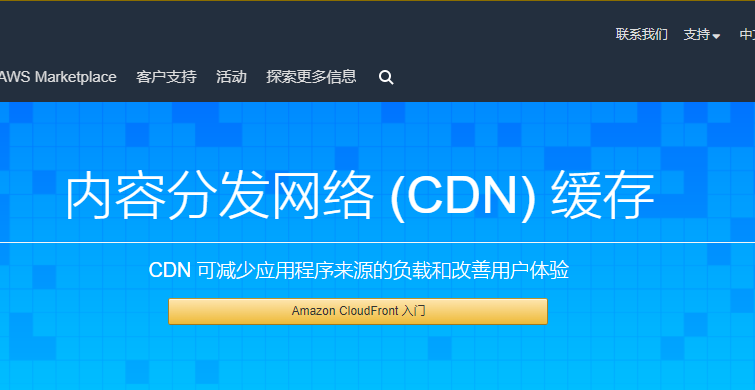 联系我们 支持 中文
AWS Marketplace 客户支持 活动 探索更多信息
内容分发网络 (CDN) 缓存
CDN 可减少应用程序来源的负载和改善用户体验
Amazon CloudFront 入门